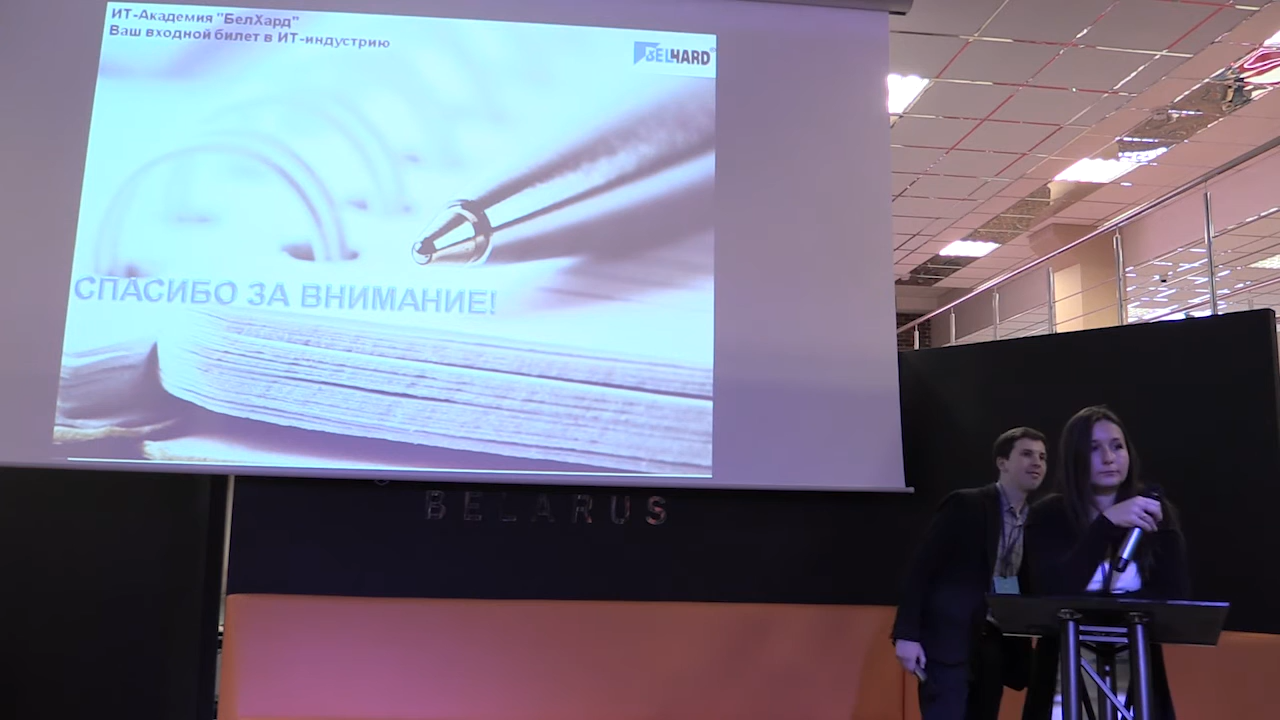 ИТ-Академия "БелХард"
Ваш входной билет в ИТ-индустрию
BELHARD
СПАСИБО ЗА ВНИМАНИЕ!
BELARUS